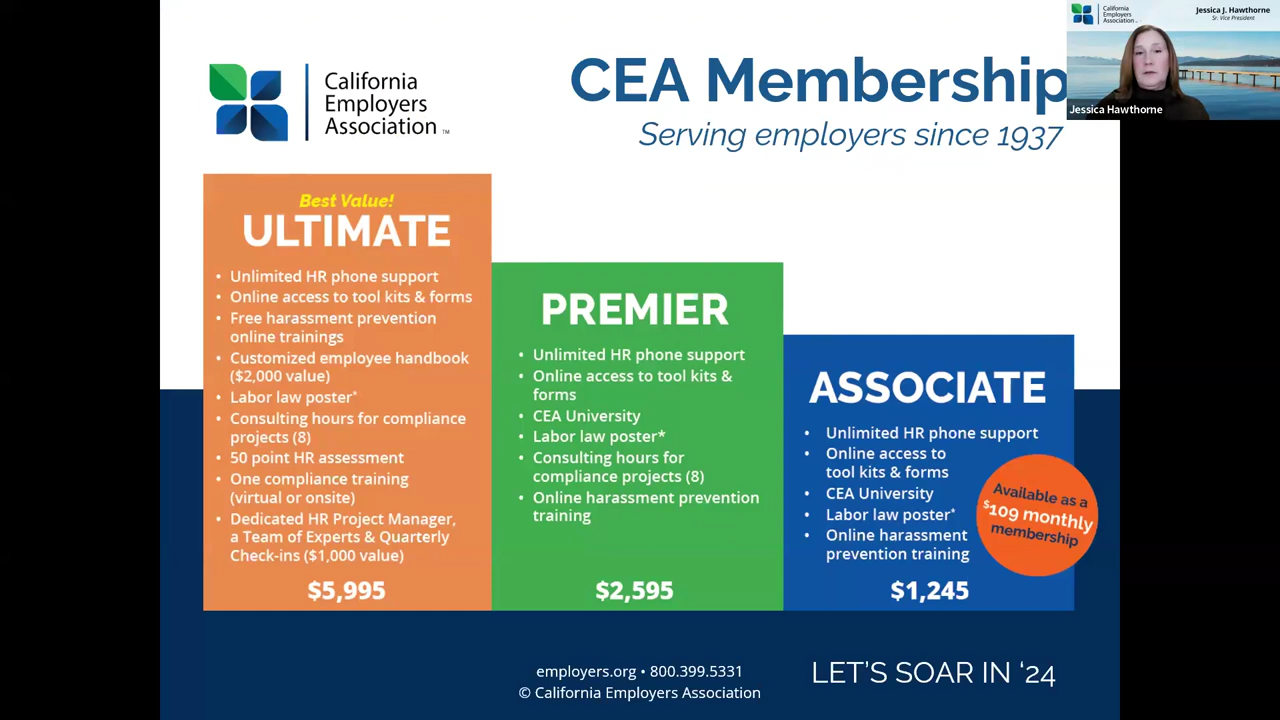 California
Employers
Association™
CEA Membership
Serving employers since 1937
California
Employers
Association
Jessica J. Hawthorne
Sr. Vice President
Jessica Hawthorne
Best Value!
ULTIMATE
• Unlimited HR phone support
• Online access to tool kits & forms
• Free harassment prevention
online trainings
• Customized employee handbook
($2,000 value)
• Labor law poster*
• Consulting hours for compliance
projects (8)
• 50 point HR assessment
• One compliance training
(virtual or onsite)
• Dedicated HR Project Manager,
a Team of Experts & Quarterly
Check-ins ($1,000 value)
$5,995
PREMIER
• Unlimited HR phone support
• Online access to tool kits &
forms
• CEA University
• Labor law poster*
• Consulting hours for
compliance projects (8)
• Online harassment prevention
training
$2,595
ASSOCIATE
• Unlimited HR phone support
• Online access to
tool kits & forms
• CEA University
• Labor law poster*
• Online harassment
prevention training
$1,245
Available as a
$109 monthly
membership
employers.org • 800.399.5331
© California Employers Association
LET'S SOAR IN ‘24